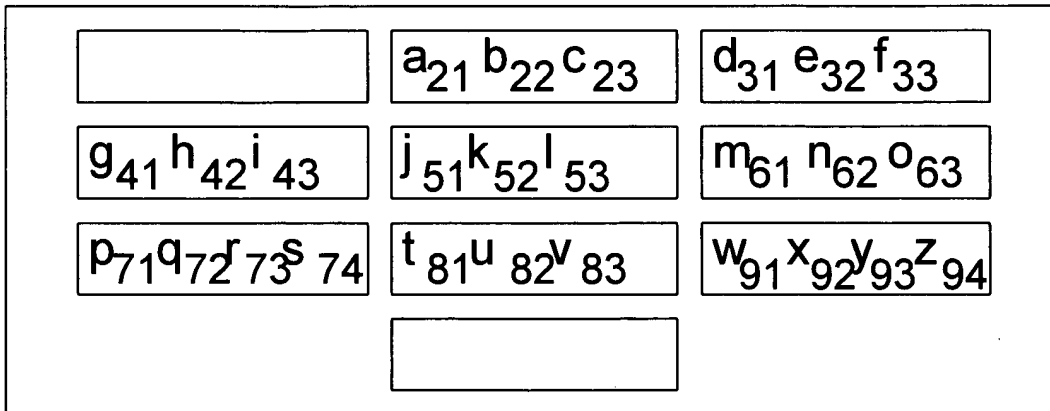 a21 b22 c23 d31 e32 f33
g41 h42 i43 j51 k52 l53 m61 n62 o63
p71 q72 r73 s74 t81 u82 v83 w91 x92 y93 z94